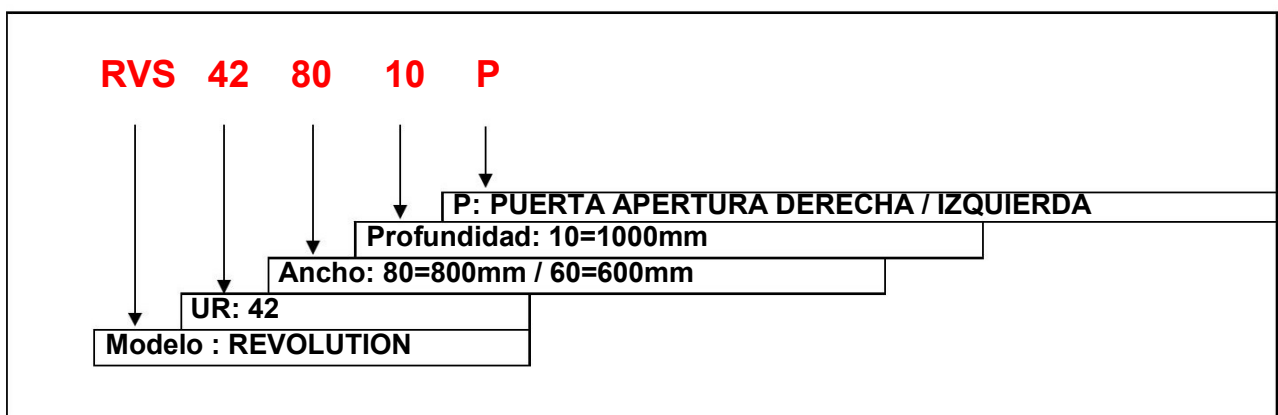 RVS 42 80 10 P
P: PUERTA APERTURA DERECHA / IZQUIERDA
Profundidad: 10=1000mm
Ancho: 80=800mm / 60=600mm
UR: 42
Modelo : REVOLUTION